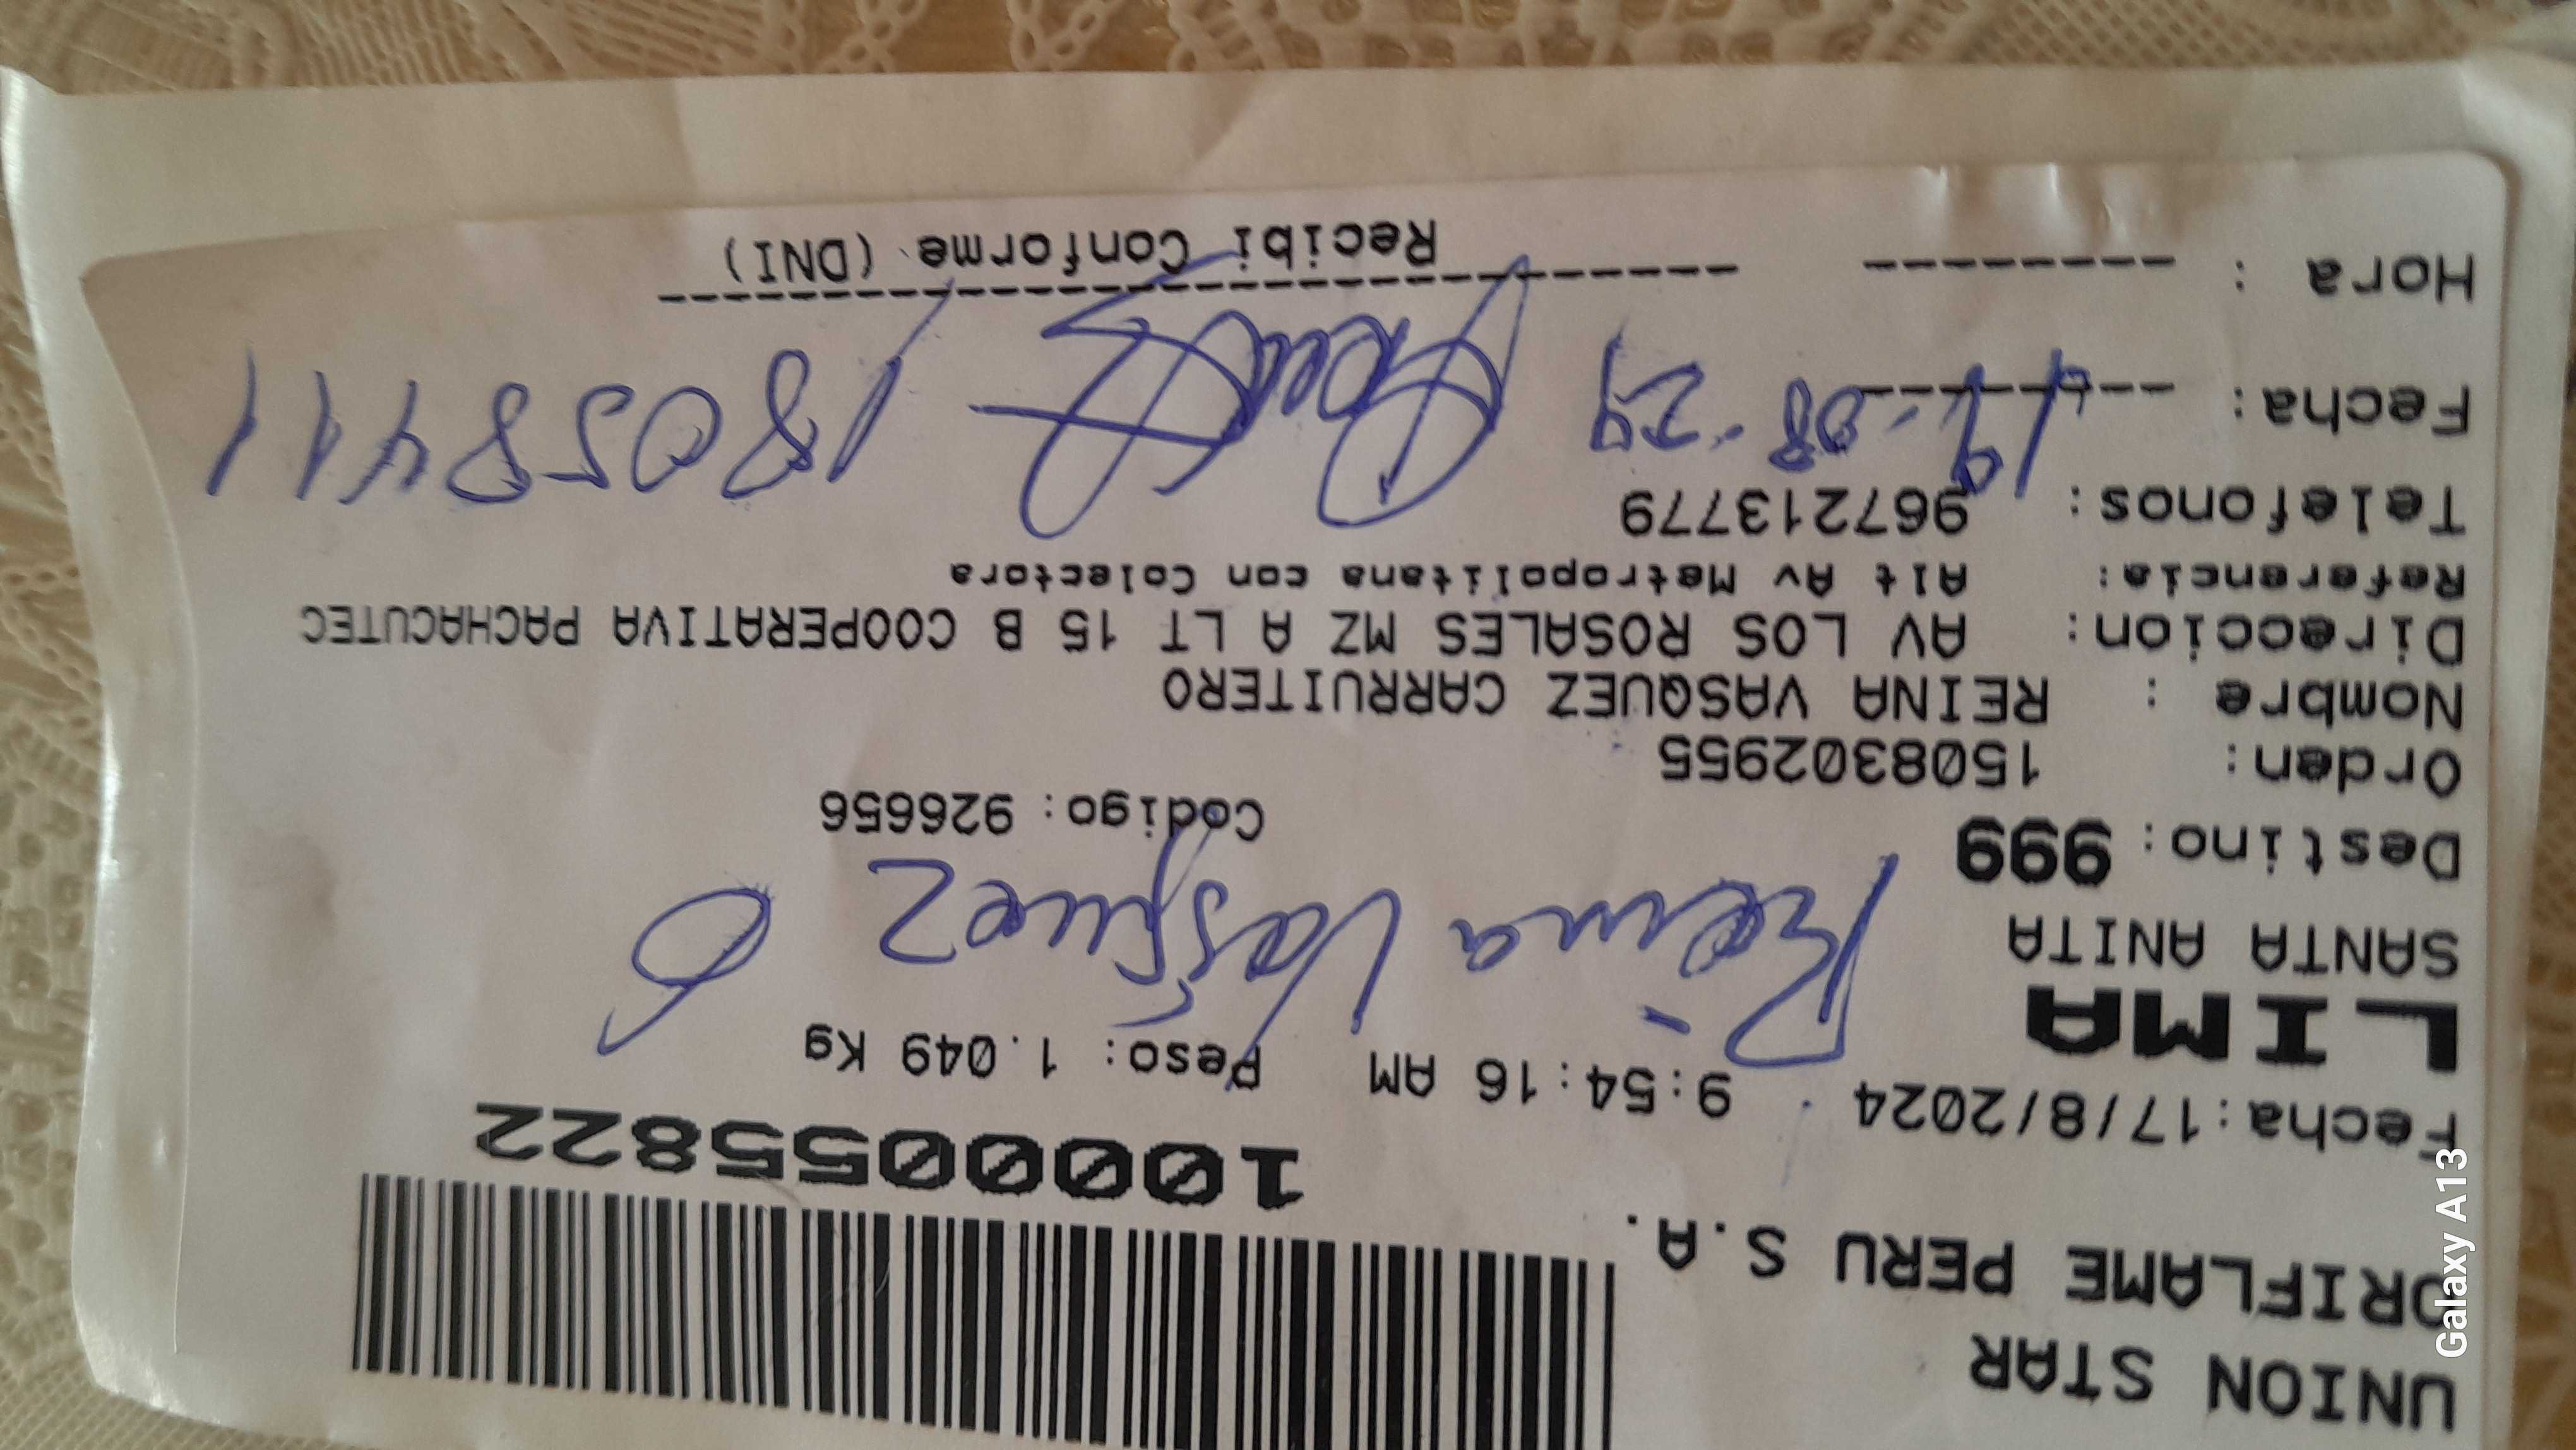 UNION STAR
ORIFLAME PERU S.A.
1000055822
Fecha:17/8/2024 9:54:16 AM Peso: 1.049 Kg
LIMA
SANTA ANITA
Reina Vasquez
Destino: 999 Codigo: 926656
Orden: 1508302955
Nombre : REINA VASQUEZ CARRUITERO
Direccion: AV LOS ROSALES MZ A LT 15 B COOPERATIVA PACHACUTEC
Referencia: Alt Av Metropolitana con Colectora
Telefonos: 967213779
Fecha: 19-08-24 18058411
Hora :
Recibi Conforme (DNI)
Galaxy A13